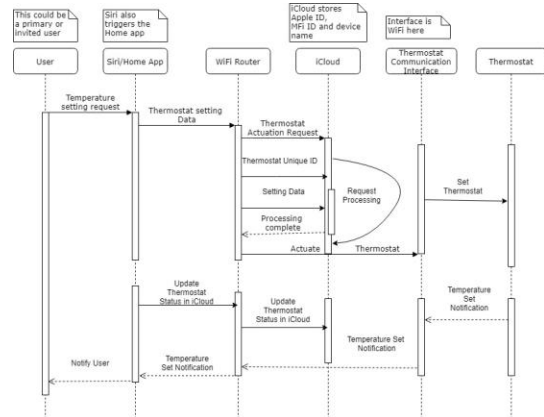 This could be
a primary or
invited user
Siri also
triggers the
Home app
iCloud stores
Apple ID,
MFi ID and device
name
Interface is
WiFi here
User
Siri/Home App
WiFi Router
iCloud
Thermostat
Communication
Interface
Thermostat
Temperature
setting request
Thermostat setting
Data
Thermostat
Actuation Request
Thermostat Unique ID
Setting Data
Request
Processing
Processing
complete
Set
Thermostat
Actuate
Thermostat
Update
Thermostat
Status in iCloud
Update
Thermostat
Status in iCloud
Temperature
Set
Notification
Temperature Set
Notification
Temperature
Set Notification
Notify User